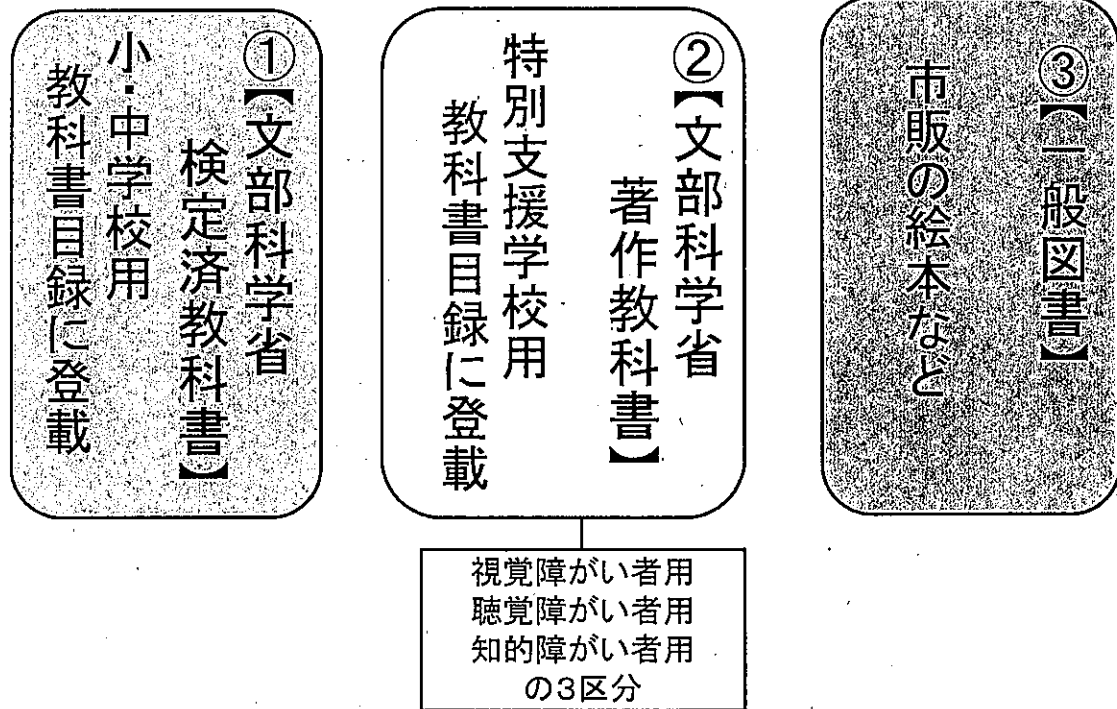 ①【文部科学省
検定済教科書】
小・中学校用
教科書目録に登載
②【文部科学省
著作教科書】
特別支援学校用
教科書目録に登載
視覚障がい者用
聴覚障がい者用
知的障がい者用
の3区分
③【一般図書】
市販の絵本など